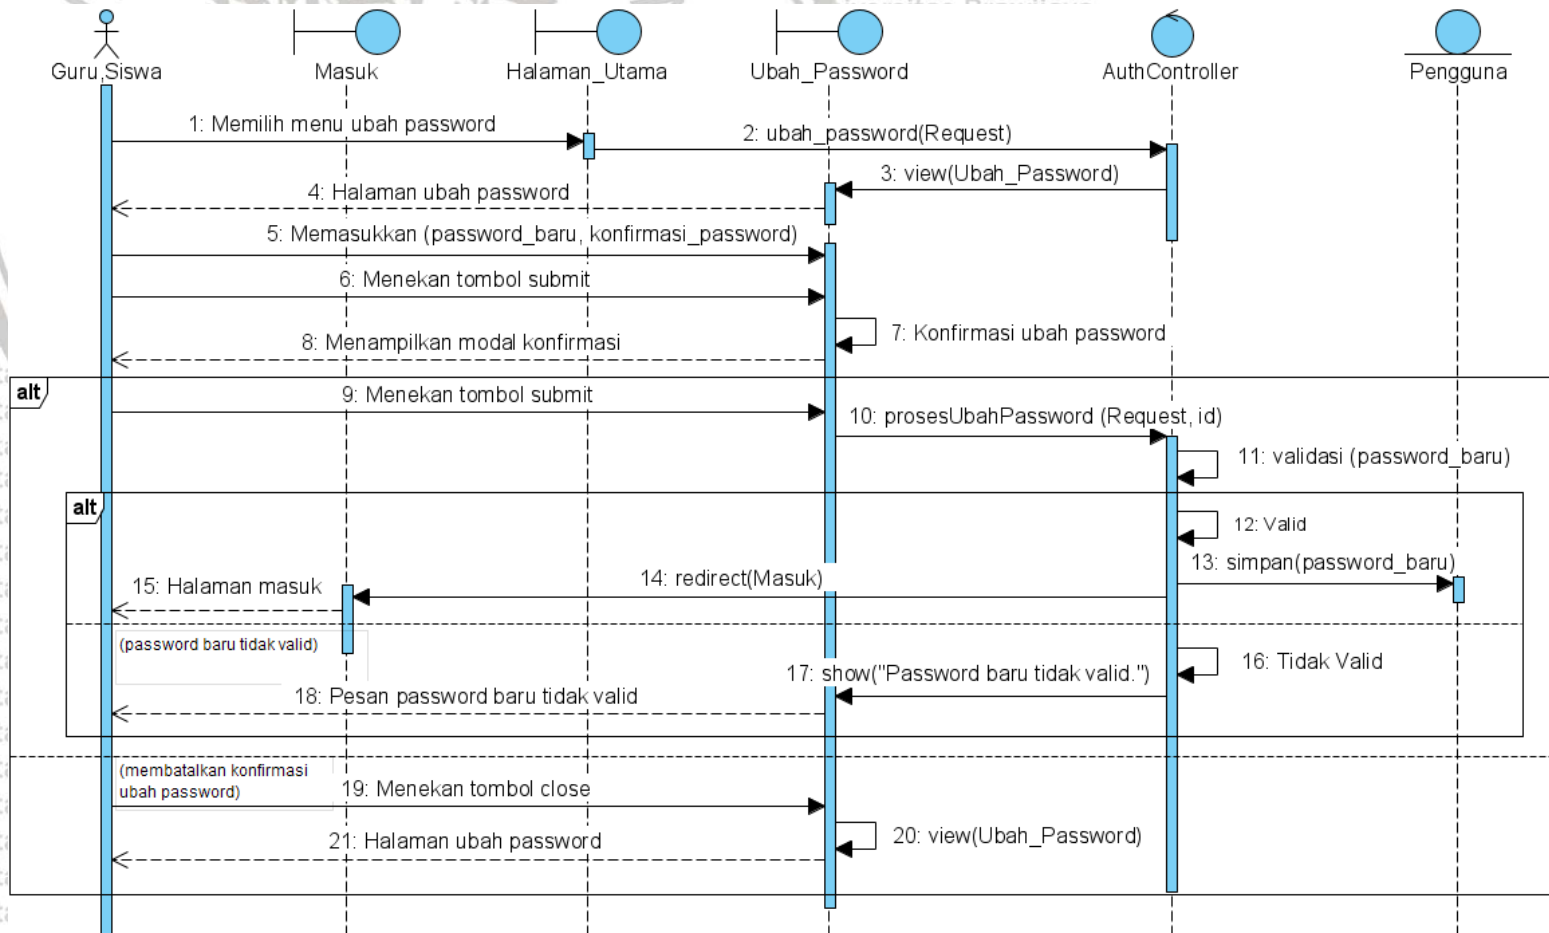 Guru,Siswa
Masuk
Halaman_Utama
Ubah_Password
AuthController
Pengguna
1: Memilih menu ubah password
2: ubah_password(Request)
3: view(Ubah_Password)
4: Halaman ubah password
5: Memasukkan (password_baru, konfirmasi_password)
6: Menekan tombol submit
7: Konfirmasi ubah password
8: Menampilkan modal konfirmasi
alt
9: Menekan tombol submit
10: prosesUbahPassword (Request, id)
11: validasi (password_baru)
alt
12: Valid
13: simpan(password_baru)
14: redirect(Masuk)
15: Halaman masuk
(password baru tidak valid)
16: Tidak Valid
17: show("Password baru tidak valid.")
18: Pesan password baru tidak valid
(membatalkan konfirmasi
ubah password)
19: Menekan tombol close
20: view(Ubah_Password)
21: Halaman ubah password